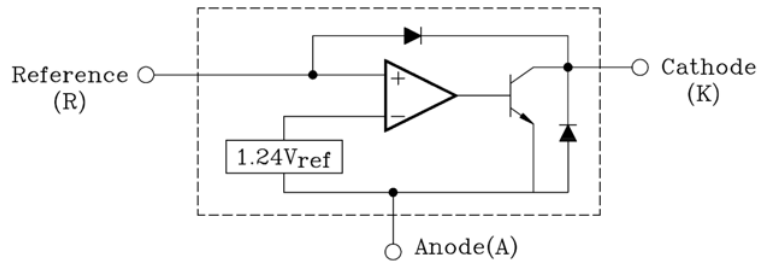 Reference
(R)
+
−
1.24Vref
Cathode
(K)
Anode(A)